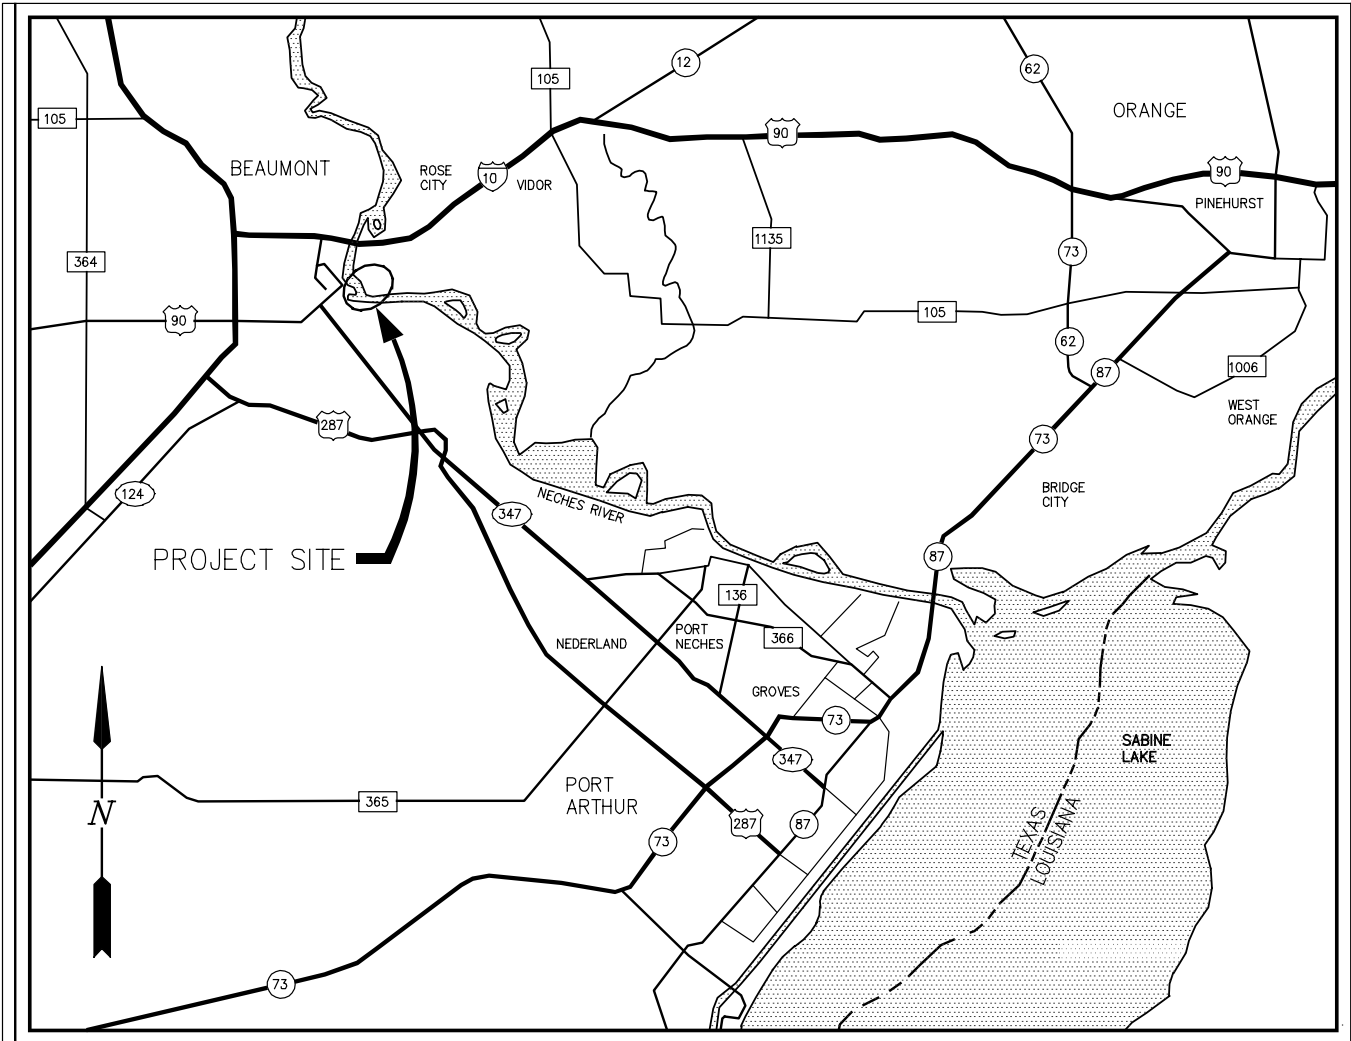 12
62
105
90
ORANGE
105
BEAUMONT
ROSE
CITY
10
VIDOR
90
PINEHURST
1135
73
364
90
105
62
87
1006
287
WEST
ORANGE
73
124
NECHES RIVER
347
BRIDGE
CITY
PROJECT SITE
87
136
366
NEDERLAND
PORT
NECHES
GROVES
73
347
SABINE
LAKE
PORT
ARTHUR
365
N
73
287
87
TEXAS
LOUISIANA
73